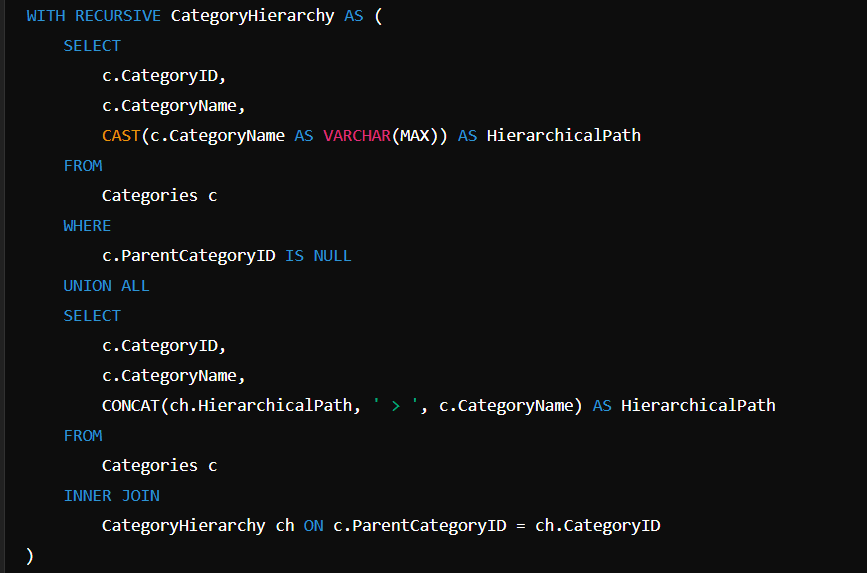 WITH RECURSIVE CategoryHierarchy AS (
    SELECT
        c.CategoryID,
        c.CategoryName,
        CAST(c.CategoryName AS VARCHAR(MAX)) AS HierarchicalPath
    FROM
        Categories c
    WHERE
        c.ParentCategoryID IS NULL
    UNION ALL
    SELECT
        c.CategoryID,
        c.CategoryName,
        CONCAT(ch.HierarchicalPath, ' > ', c.CategoryName) AS HierarchicalPath
    FROM
        Categories c
    INNER JOIN
        CategoryHierarchy ch ON c.ParentCategoryID = ch.CategoryID
)